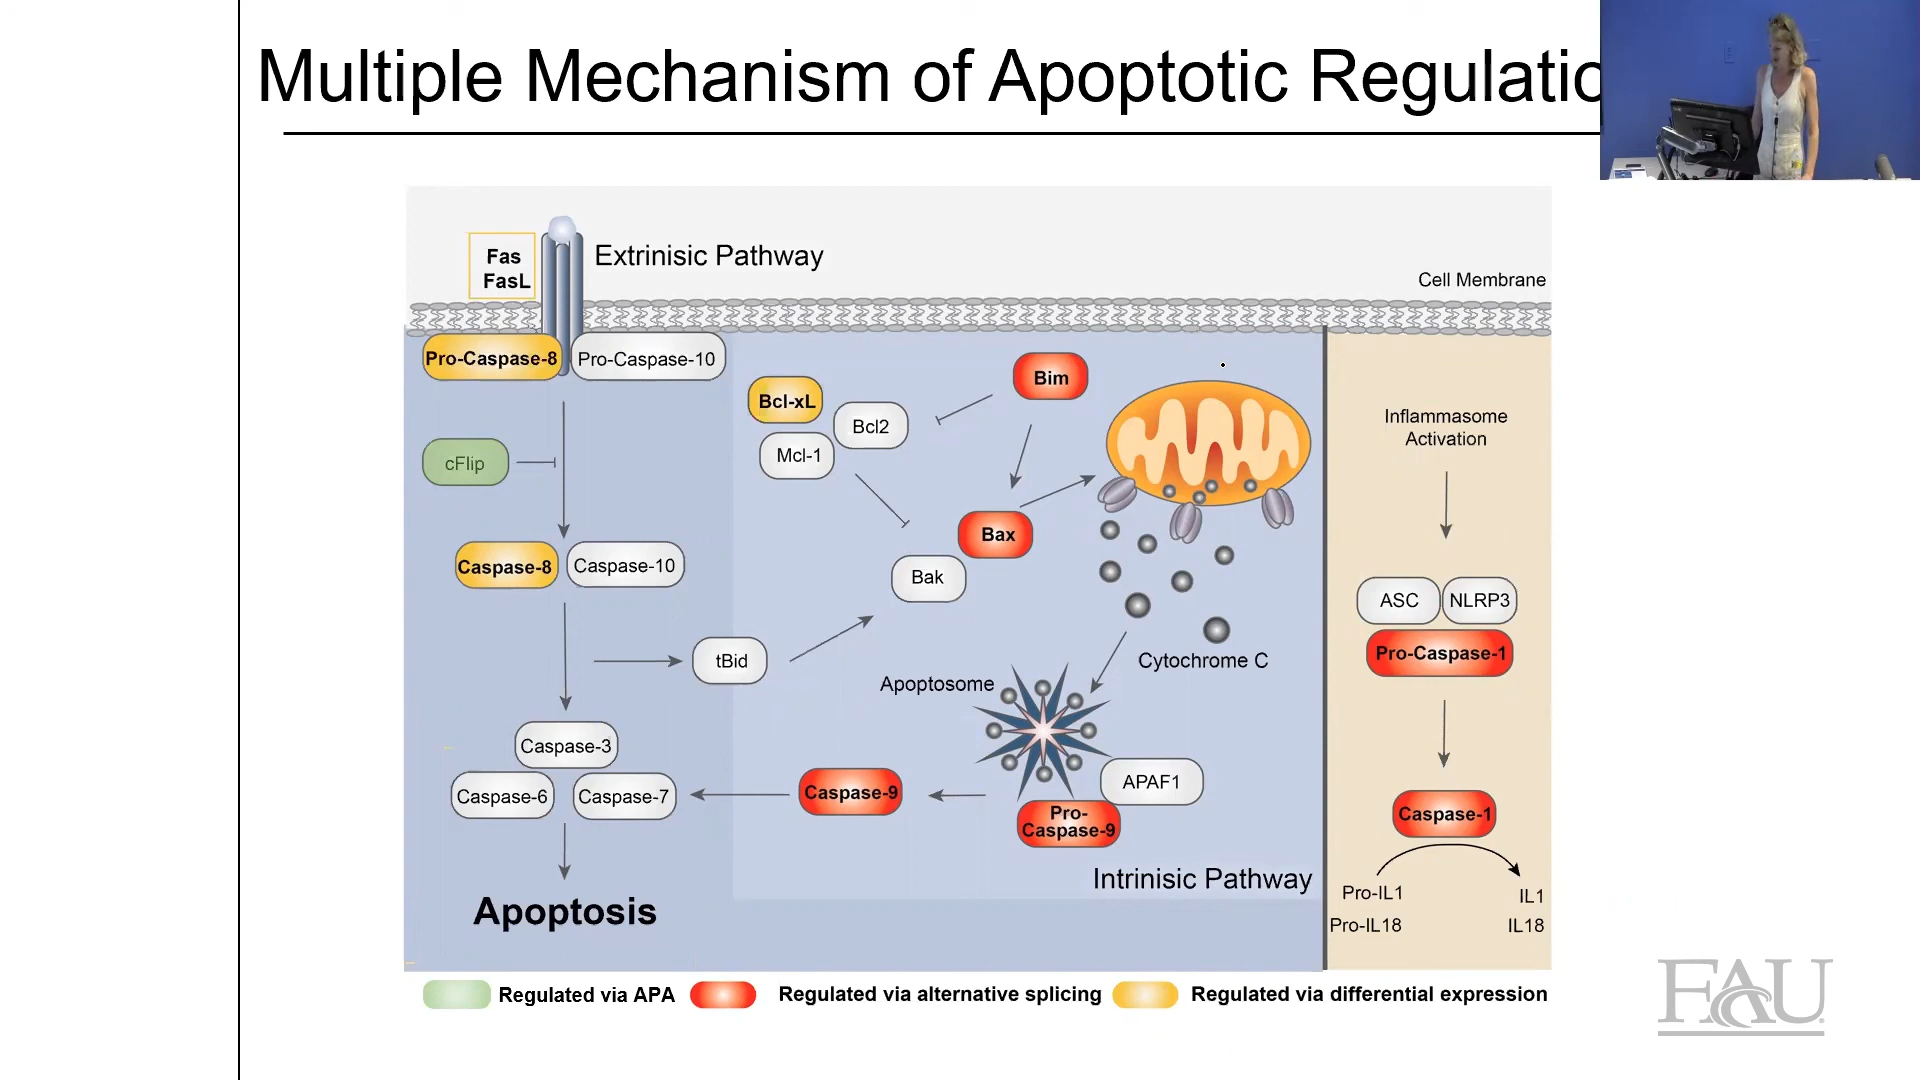 Multiple Mechanism of Apoptotic Regulatio
Fas
FasL
Extrinisic Pathway
Cell Membrane
Pro-Caspase-8
Pro-Caspase-10
Bcl-xL
Bcl2
Mcl-1
Bim
cFlip
Inflammasome
Activation
Bax
Bak
Caspase-8
Caspase-10
ASC
NLRP3
Pro-Caspase-1
tBid
Cytochrome C
Apoptosome
Caspase-3
Caspase-6
Caspase-7
Caspase-9
APAF1
Pro-
Caspase-9
Caspase-1
Intrinisic Pathway
Pro-IL1
IL1
Pro-IL18
IL18
Apoptosis
Regulated via APA
Regulated via alternative splicing
Regulated via differential expression
FAU